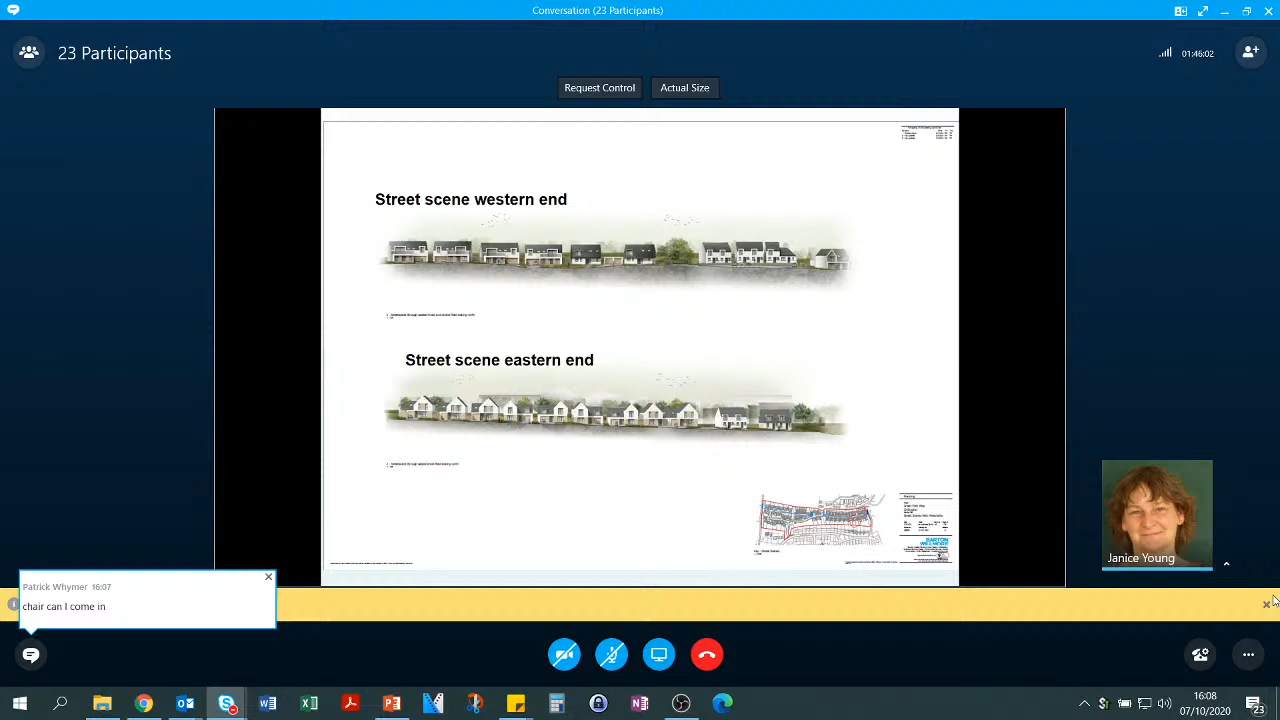 Conversation (23 Participants)
23 Participants
01:46:02
Request Control
Actual Size
Street scene western end
Street scene eastern end
BARTON
WILLMORE
Janice Young
Patrick Whymer 16:07
chair can I come in
16:08
07/10/2020